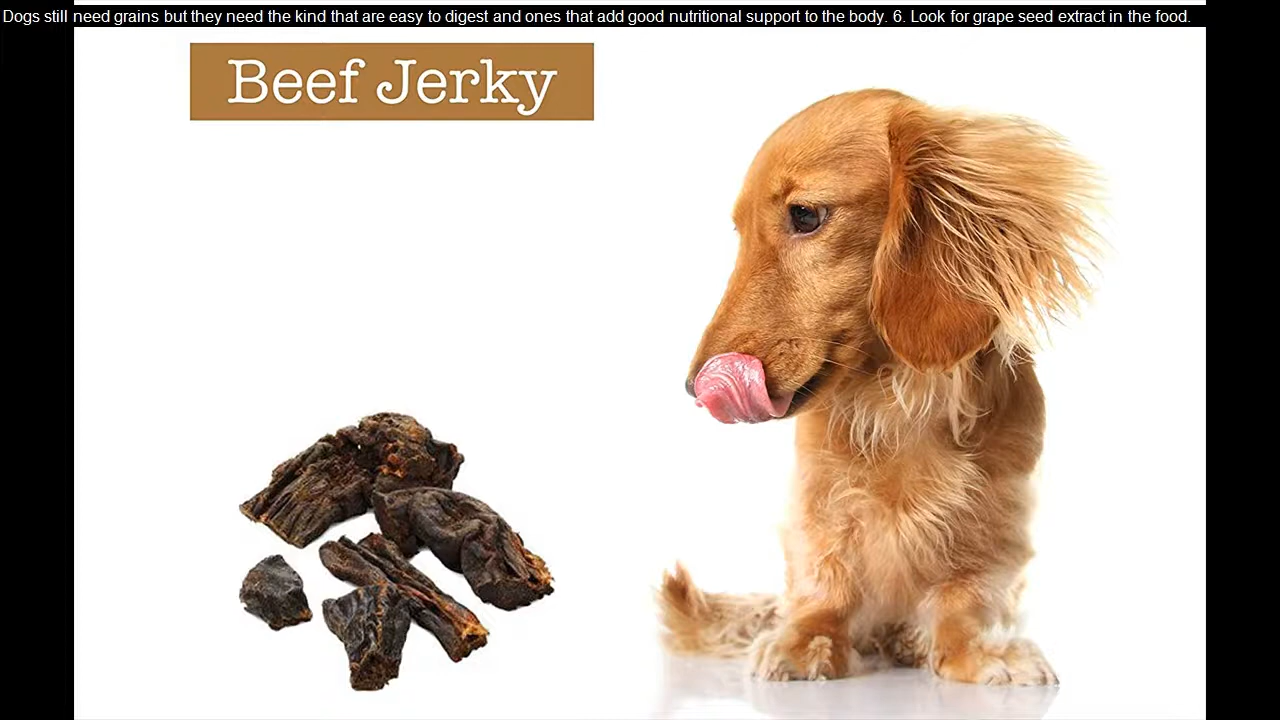 Dogs still need grains but they need the kind that are easy to digest and ones that add good nutritional support to the body. 6. Look for grape seed extract in the food.
Beef Jerky